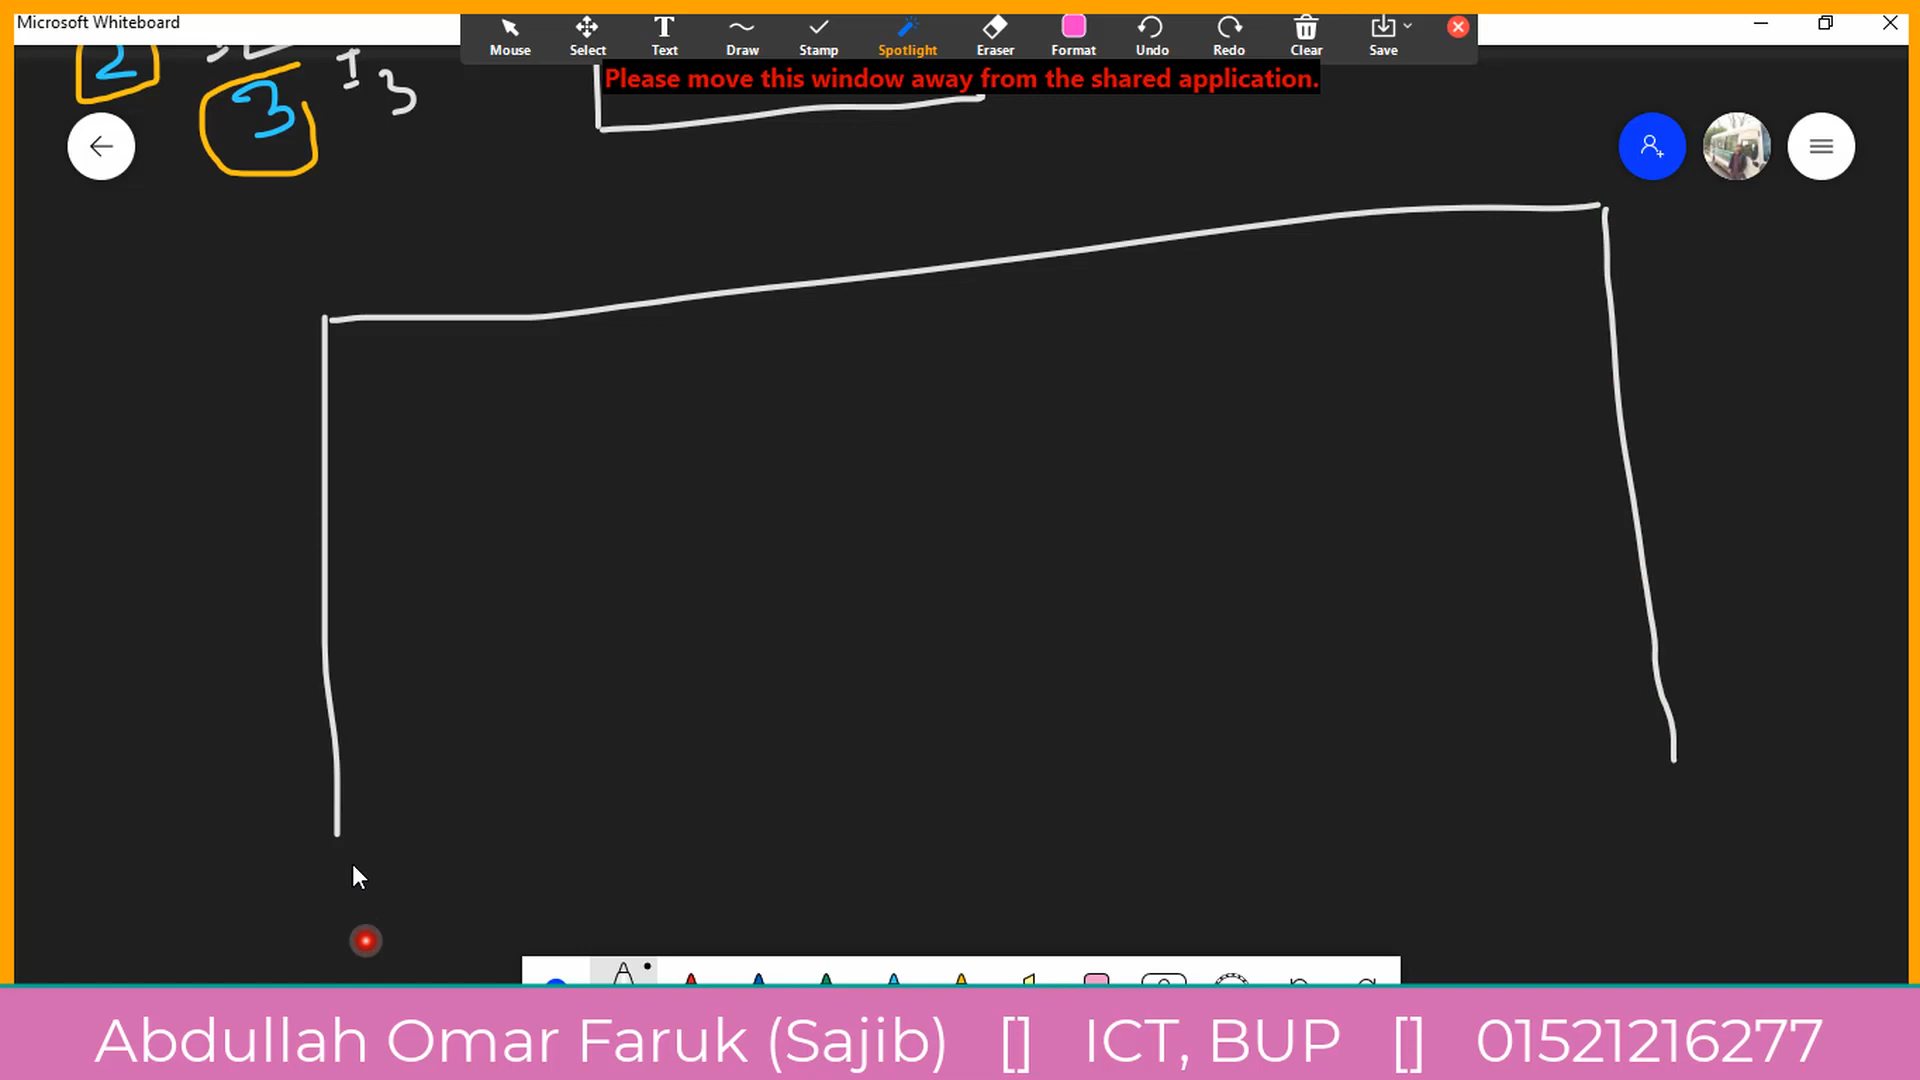 Microsoft Whiteboard
Mouse Select Text Draw Stamp Spotlight Eraser Format Undo Redo Clear Save
Please move this window away from the shared application.
2
3
3
Abdullah Omar Faruk (Sajib) [] ICT, BUP [] 01521216277